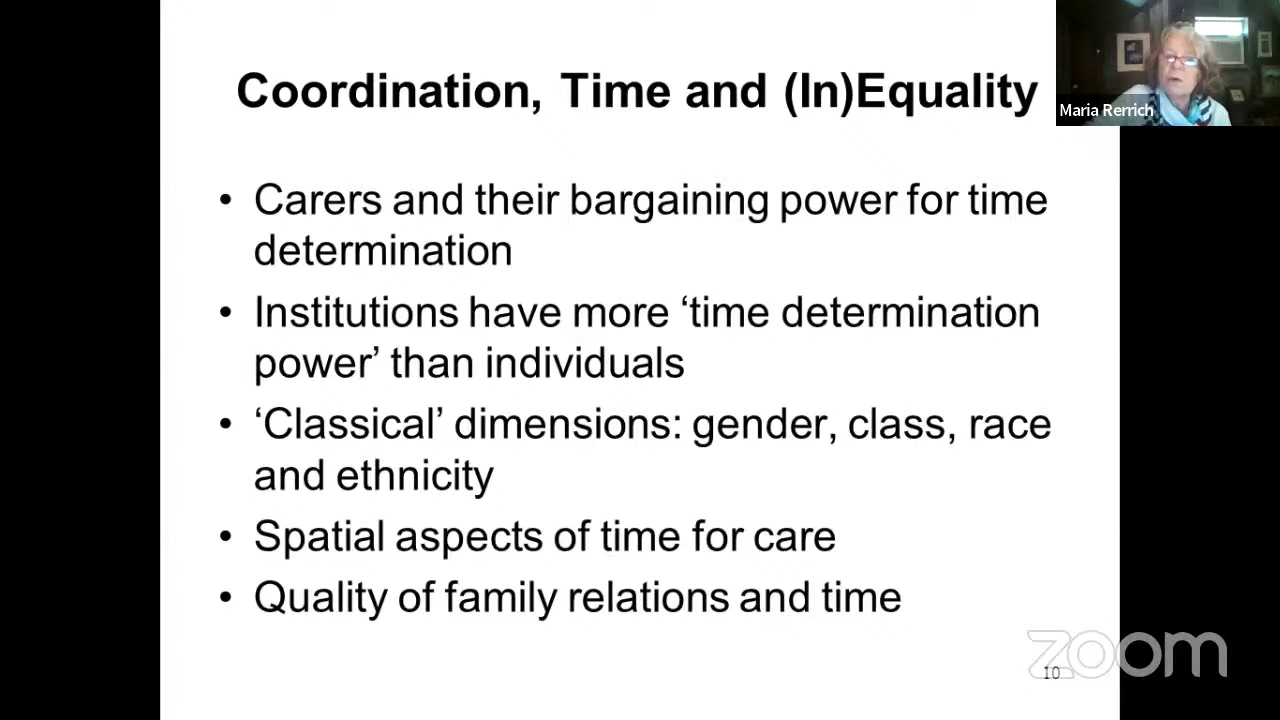 Coordination, Time and (In)Equality
Maria Rerrich
• Carers and their bargaining power for time
determination
• Institutions have more ‘time determination
power’ than individuals
• ‘Classical’ dimensions: gender, class, race
and ethnicity
• Spatial aspects of time for care
• Quality of family relations and time
zoom
10